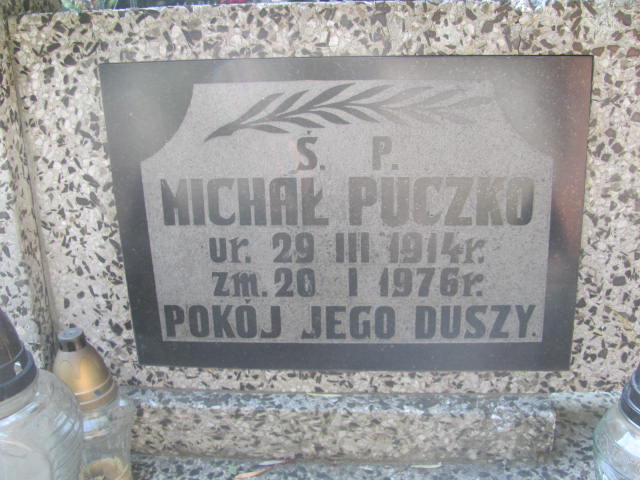 Ś. P.
MICHAŁ PUCZKO
ur. 29 III 1914r.
zm. 20 I 1976r.
POKÓJ JEGO DUSZY.